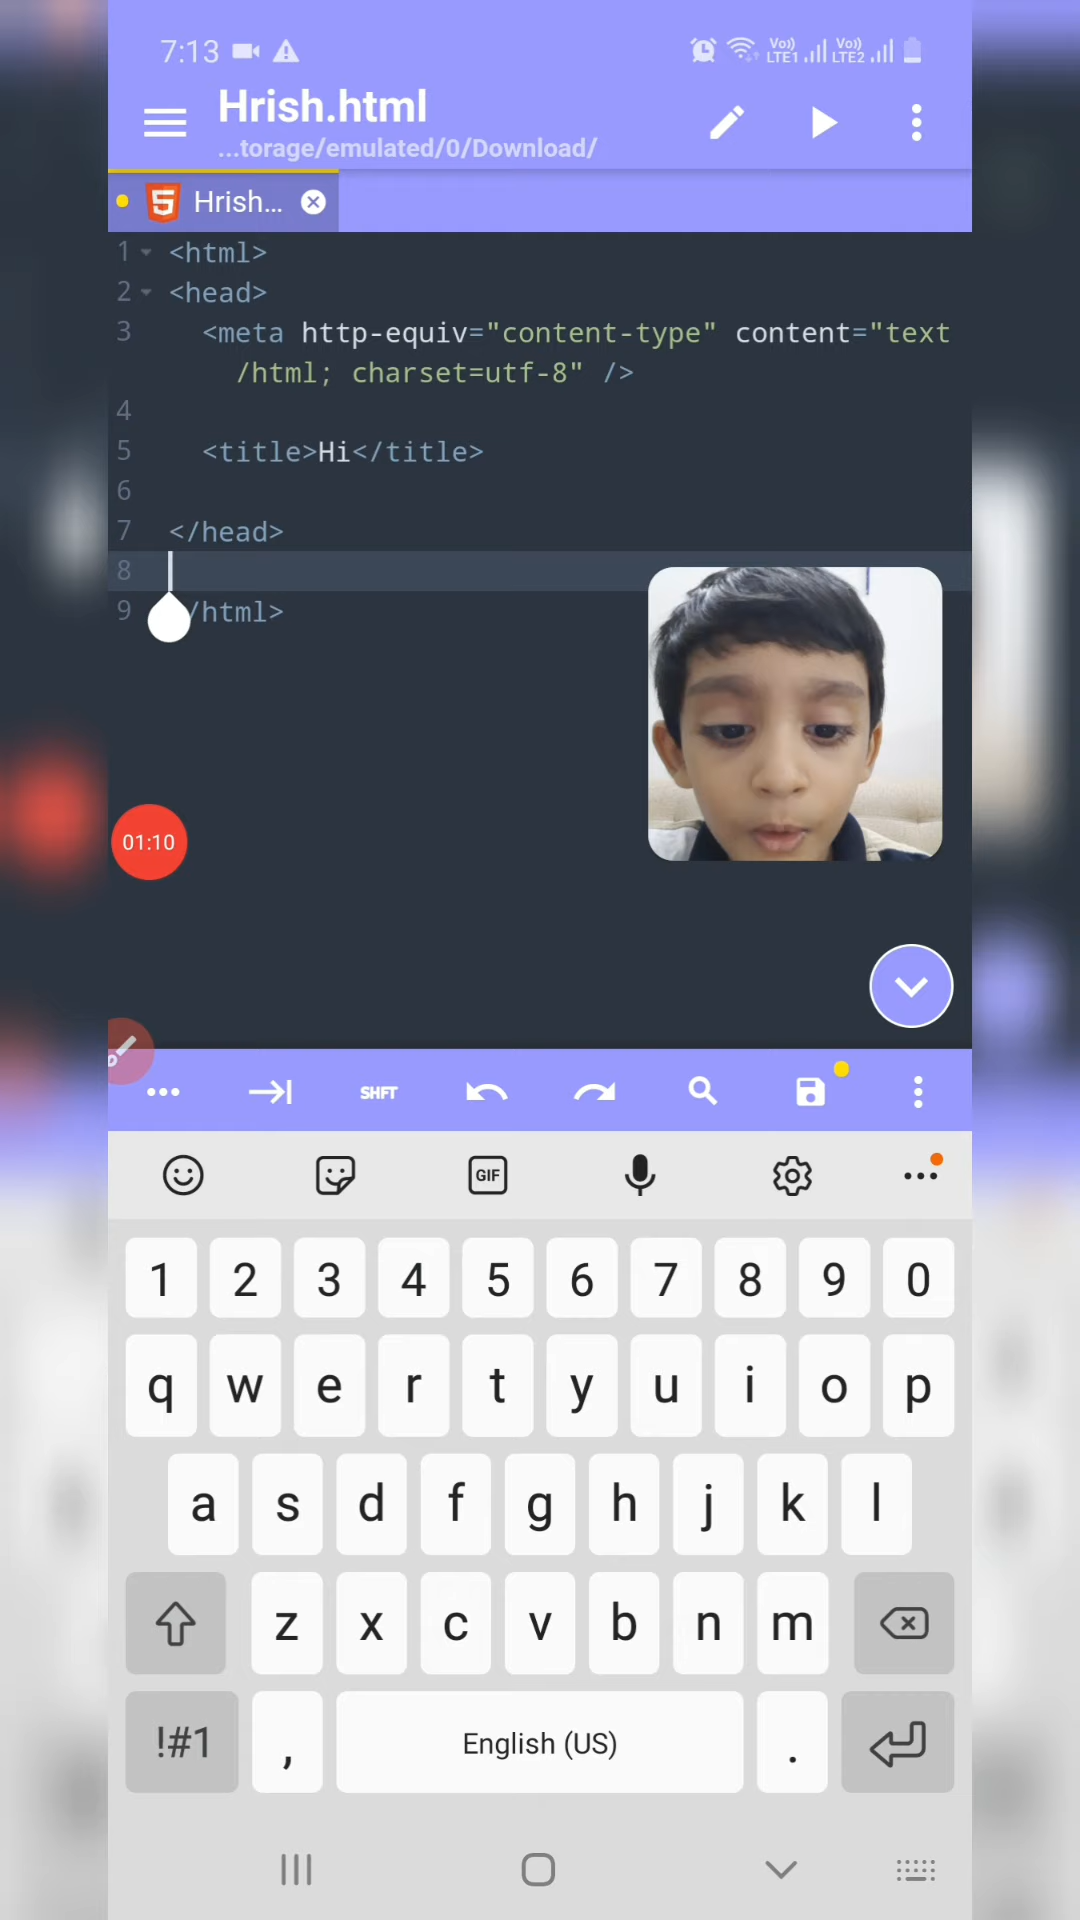 7:13
Vo)) LTE1 Vo)) LTE2
Hrish.html
...torage/emulated/0/Download/
Hrish...
1 <html>
2 <head>
3 <meta http-equiv="content-type" content="text
/html; charset=utf-8" />
4
5 <title>Hi</title>
6
7 </head>
8
9 /html>
01:10
SHFT
GIF
1 2 3 4 5 6 7 8 9 0
q w e r t y u i o p
a s d f g h j k l
z x c v b n m
!#1 , English (US) .